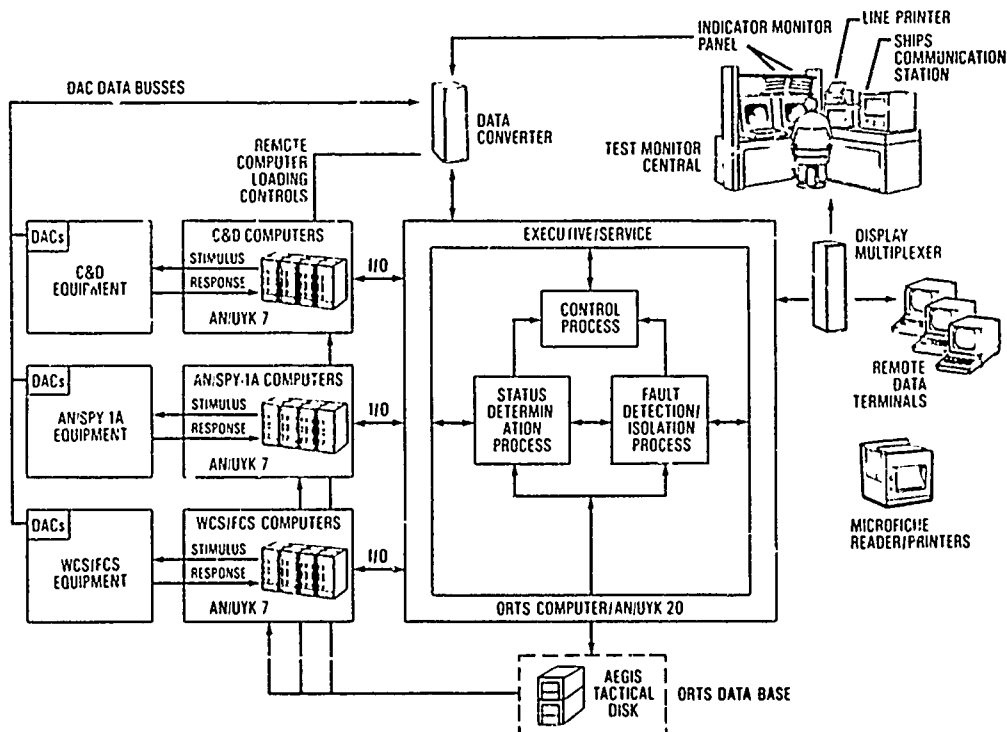 INDICATOR MONITOR
PANEL
LINE PRINTER
SHIPS
COMMUNICATION
STATION
DAC DATA BUSSES
DATA
CONVERTER
REMOTE
COMPUTER
LOADING
CONTROLS
TEST MONITOR
CENTRAL
DACs
C&D
EQUIPMENT
C&D COMPUTERS
STIMULUS
RESPONSE
AN/UYK 7
I/O
EXECUTIVE/SERVICE
CONTROL
PROCESS
STATUS
DETERMIN
ATION
PROCESS
FAULT
DETECTION/
ISOLATION
PROCESS
DISPLAY
MULTIPLEXER
REMOTE
DATA
TERMINALS
DACs
AN/SPY 1A
EQUIPMENT
AN/SPY-1A COMPUTERS
STIMULUS
RESPONSE
AN/UYK 7
I/O
MICROFICHE
READER/PRINTERS
DACs
WCS/FCS
EQUIPMENT
WCS/FCS COMPUTERS
STIMULUS
RESPONSE
AN/UYK 7
I/O
ORTS COMPUTER/AN/UYK 20
AEGIS
TACTICAL
DISK
ORTS DATA BASE